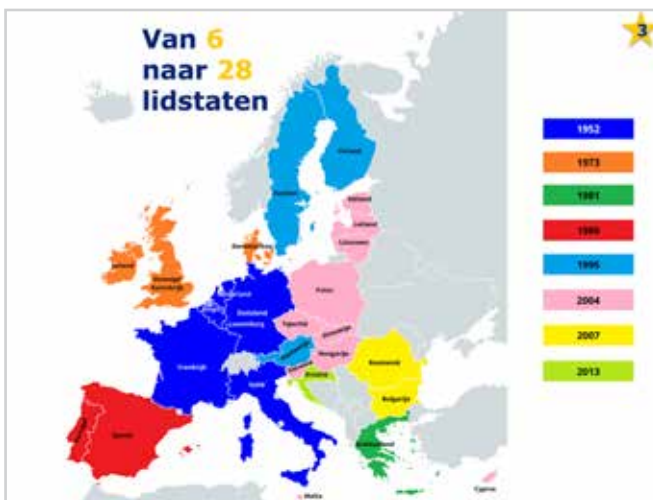 Van 6
naar 28
lidstaten
3
1952
1973
1981
1986
1995
2004
2007
2013
Finland
Zweden
Estland
Letland
Litouwen
Denemarken
Ierland
Verenigd
Koninkrijk
Nederland
Duitsland
Luxemburg
Polen
Tsjechië
Slowakije
Oostenrijk
Hongarije
Frankrijk
Slovenië
Kroatië
Roemenië
Italië
Bulgarije
Portugal
Spanje
Griekenland
Malta
Cyprus